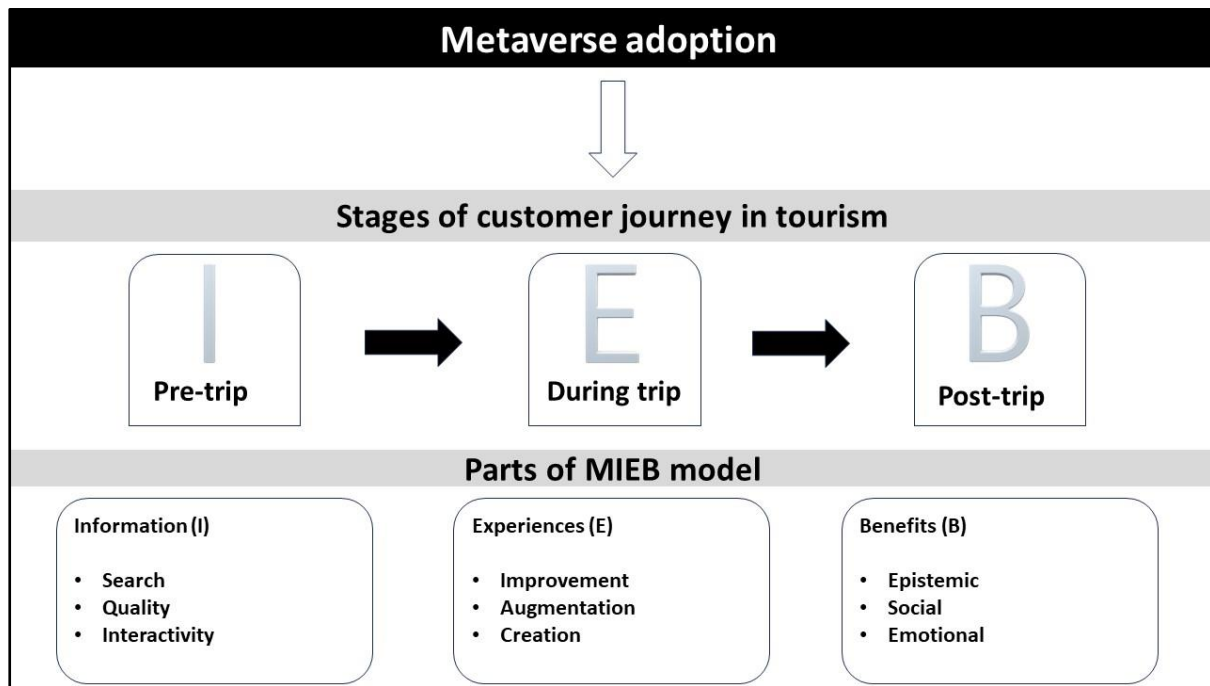 Metaverse adoption
Stages of customer journey in tourism
I
Pre-trip
E
During trip
B
Post-trip
Parts of MIEB model
Information (I)
• Search
• Quality
• Interactivity
Experiences (E)
• Improvement
• Augmentation
• Creation
Benefits (B)
• Epistemic
• Social
• Emotional